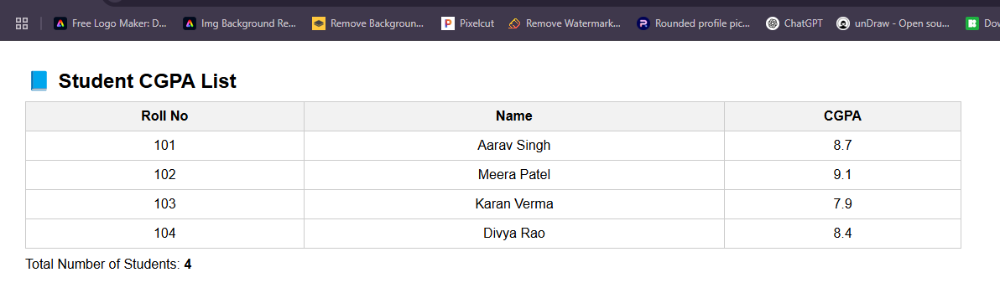 Free Logo Maker: D... Img Background Re... Remove Backgroun... Pixelcut Remove Watermark... Rounded profile pic... ChatGPT unDraw - Open sou... Dow
📘 Student CGPA List
Roll No Name CGPA
101 Aarav Singh 8.7
102 Meera Patel 9.1
103 Karan Verma 7.9
104 Divya Rao 8.4
Total Number of Students: 4